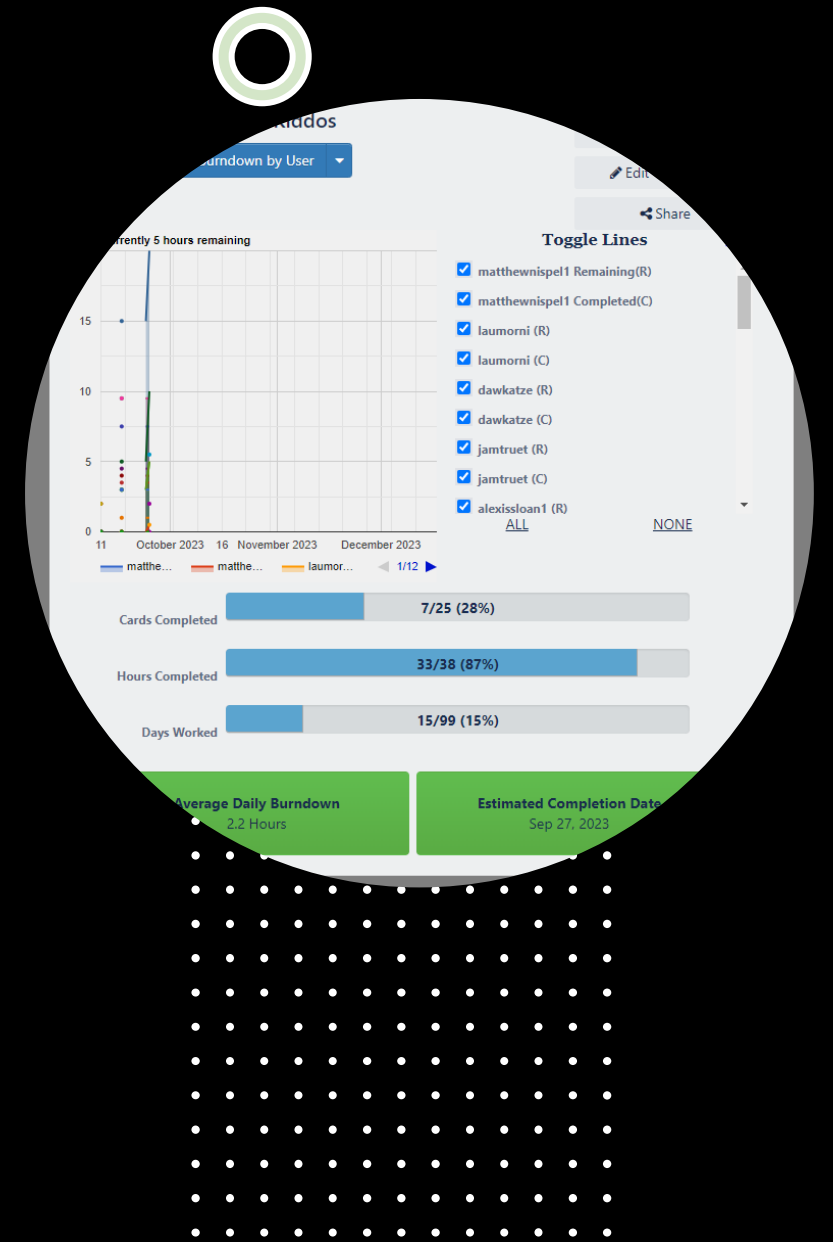 Burndown by User
Edit
Share
5 hours remaining
Toggle Lines
matthewnispel1 Remaining(R)
matthewnispel1 Completed(C)
laumorni (R)
laumorni (C)
dawkatze (R)
dawkatze (C)
jamtruet (R)
jamtruet (C)
alexissloan1 (R)
ALL NONE
15
10
5
0
11 October 2023 16 November 2023 December 2023
matthe... matthe... laumor... 1/12
Cards Completed 7/25 (28%)
Hours Completed 33/38 (87%)
Days Worked 15/99 (15%)
Average Daily Burndown
2.2 Hours
Estimated Completion Date
Sep 27, 2023